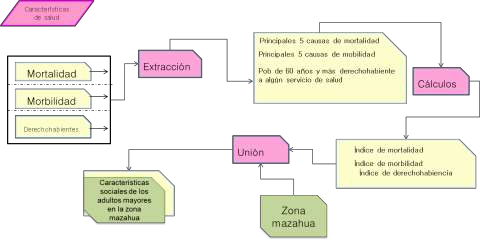 Características
de salud
Mortalidad
Morbilidad
Derechohabientes
Extracción
Principales 5 causas de mortalidad
Principales 5 causas de mobilidad
Pob de 60 años y más derechohabiente
a algún servicio de salud
Cálculos
Índice de mortalidad
Índice de morbilidad
Índice de derechohabiencia
Unión
Características
sociales de los
adultos mayores
en la zona
mazahua
Zona
mazahua